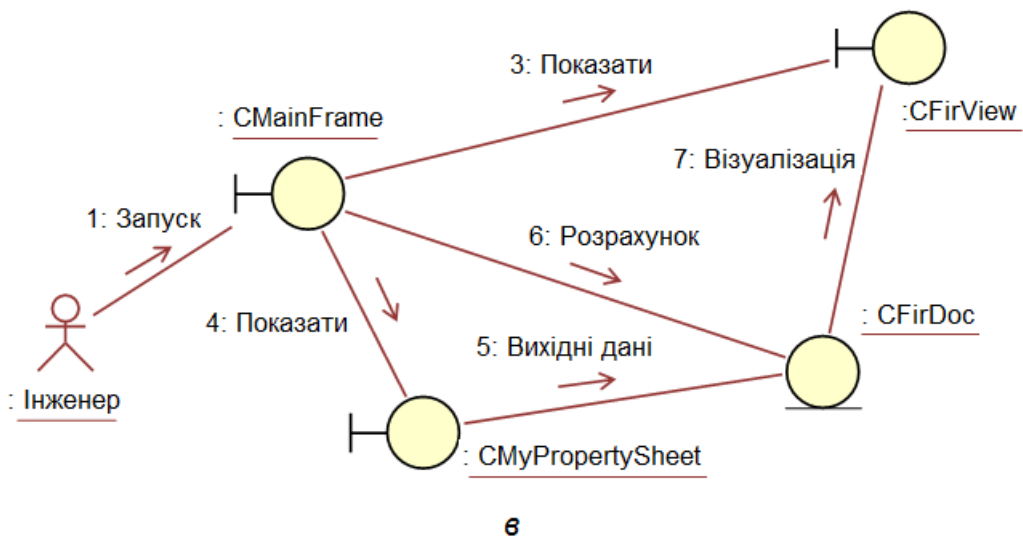 3: Показати
:CFirView
: CMainFrame
7: Візуалізація
1: Запуск
6: Розрахунок
: CFirDoc
4: Показати
5: Вихідні дані
: Інженер
: CMyPropertySheet
в